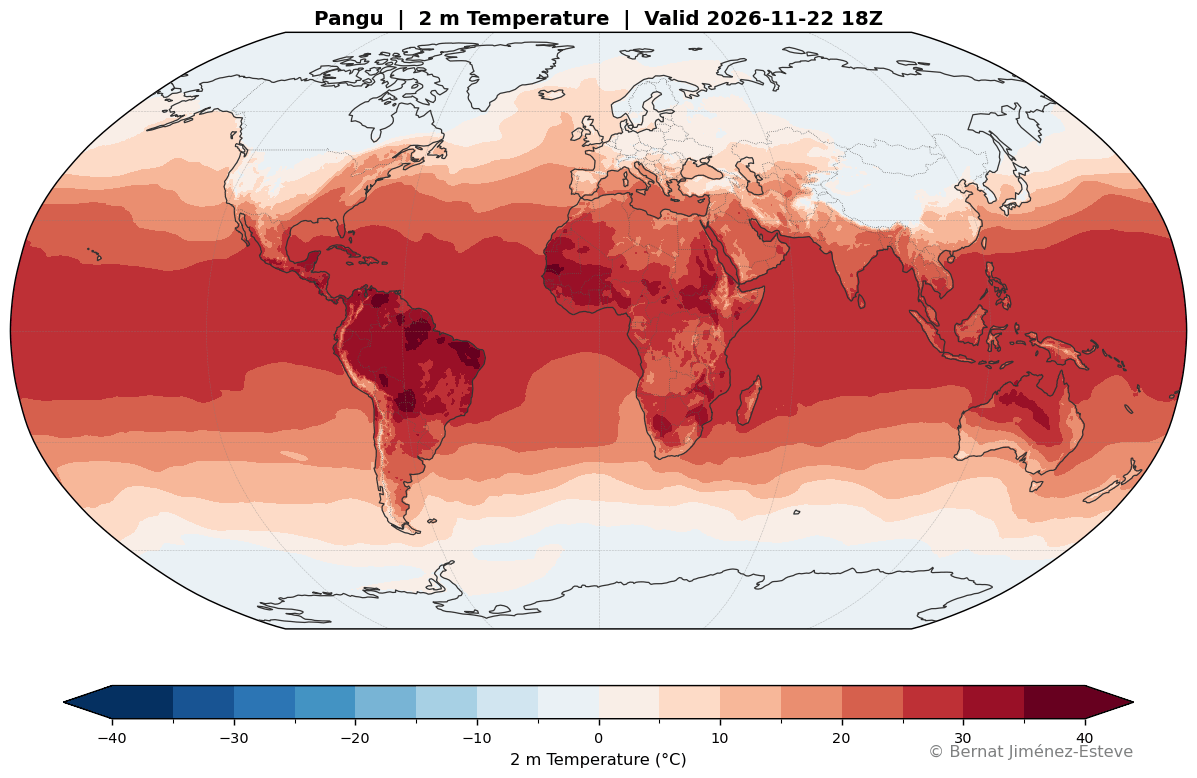 Pangu | 2 m Temperature | Valid 2026-11-22 18Z
−40 −30 −20 −10 0 10 20 30 40
2 m Temperature (°C)
© Bernat Jiménez-Esteve